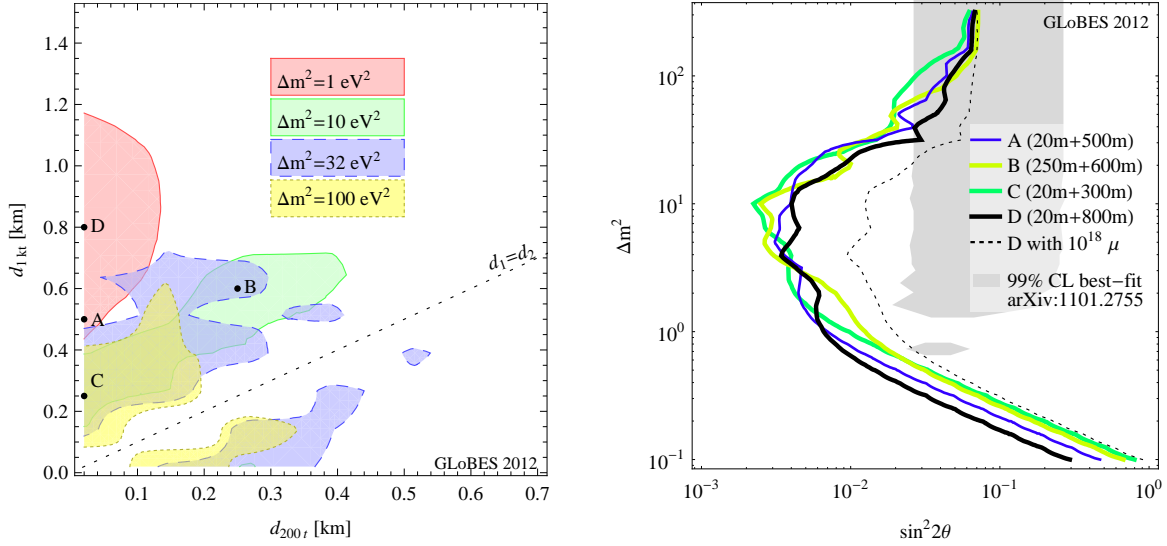 1.4
1.2
1.0
0.8
0.6
0.4
0.2
0.0
d1 kt [km]
Δm²=1 eV²
Δm²=10 eV²
Δm²=32 eV²
Δm²=100 eV²
D
A
B
C
d₁=d₂
GLoBES 2012
0.1 0.2 0.3 0.4 0.5 0.6 0.7
d200 t [km]
GLoBES 2012
10²
10¹
10⁰
10⁻¹
Δm²
A (20m+500m)
B (250m+600m)
C (20m+300m)
D (20m+800m)
D with 10¹⁸ μ
99% CL best-fit
arXiv:1101.2755
10⁻³ 10⁻² 10⁻¹ 10⁰
sin²2θ